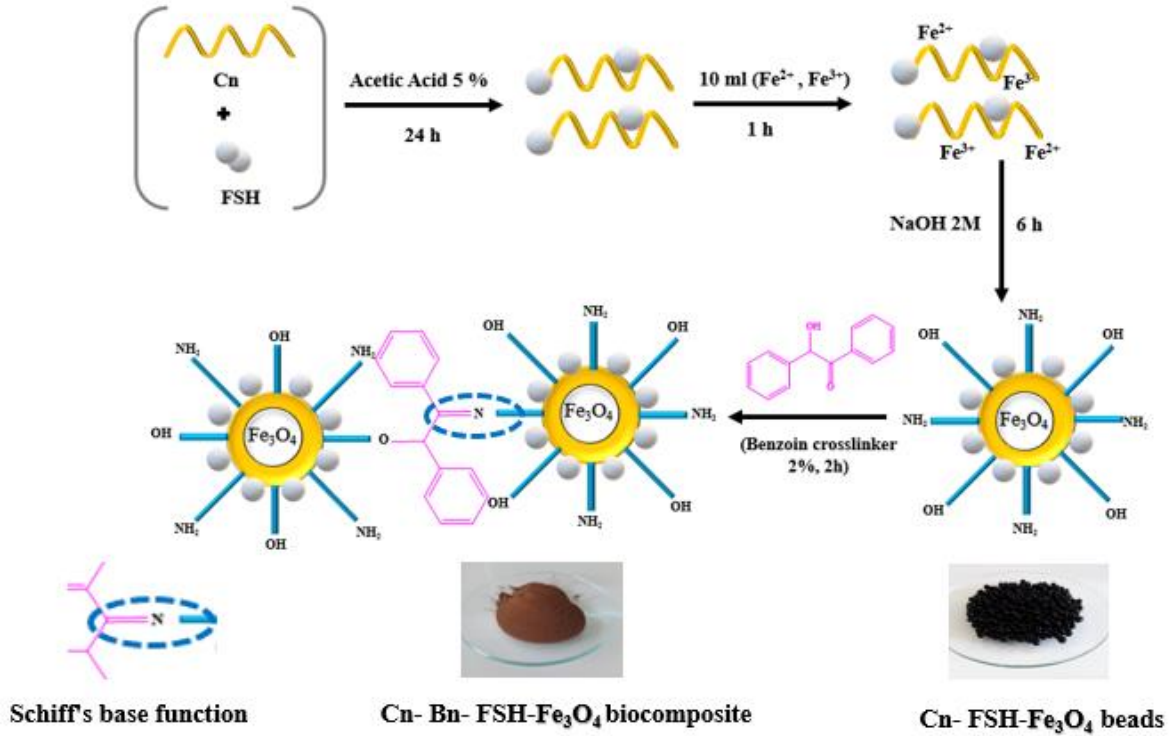 Cn
+
FSH
Acetic Acid 5 %
24 h
10 ml (Fe²⁺ , Fe³⁺)
1 h
Fe²⁺
Fe³⁺
Fe³⁺
Fe²⁺
NaOH 2M
6 h
NH₂
OH
NH₂
OH
NH₂
OH
Fe₃O₄
NH₂
OH
NH₂
OH
NH₂
OH
Fe₃O₄
NH₂
OH
NH₂
OH
OH
O
(Benzoin crosslinker
2%, 2h)
OH
OH
NH₂
NH₂
Fe₃O₄
N
O
OH
NH₂
OH
N
Schiff's base function
Cn- Bn- FSH-Fe₃O₄ biocomposite
Cn- FSH-Fe₃O₄ beads